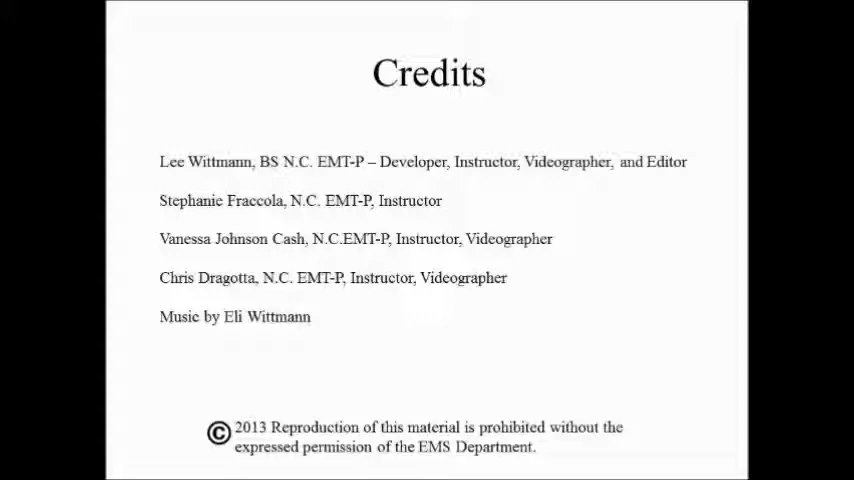 Credits
Lee Wittmann, BS N.C. EMT-P – Developer, Instructor, Videographer, and Editor
Stephanie Fraccola, N.C. EMT-P, Instructor
Vanessa Johnson Cash, N.C.EMT-P, Instructor, Videographer
Chris Dragotta, N.C. EMT-P, Instructor, Videographer
Music by Eli Wittmann
© 2013 Reproduction of this material is prohibited without the
expressed permission of the EMS Department.